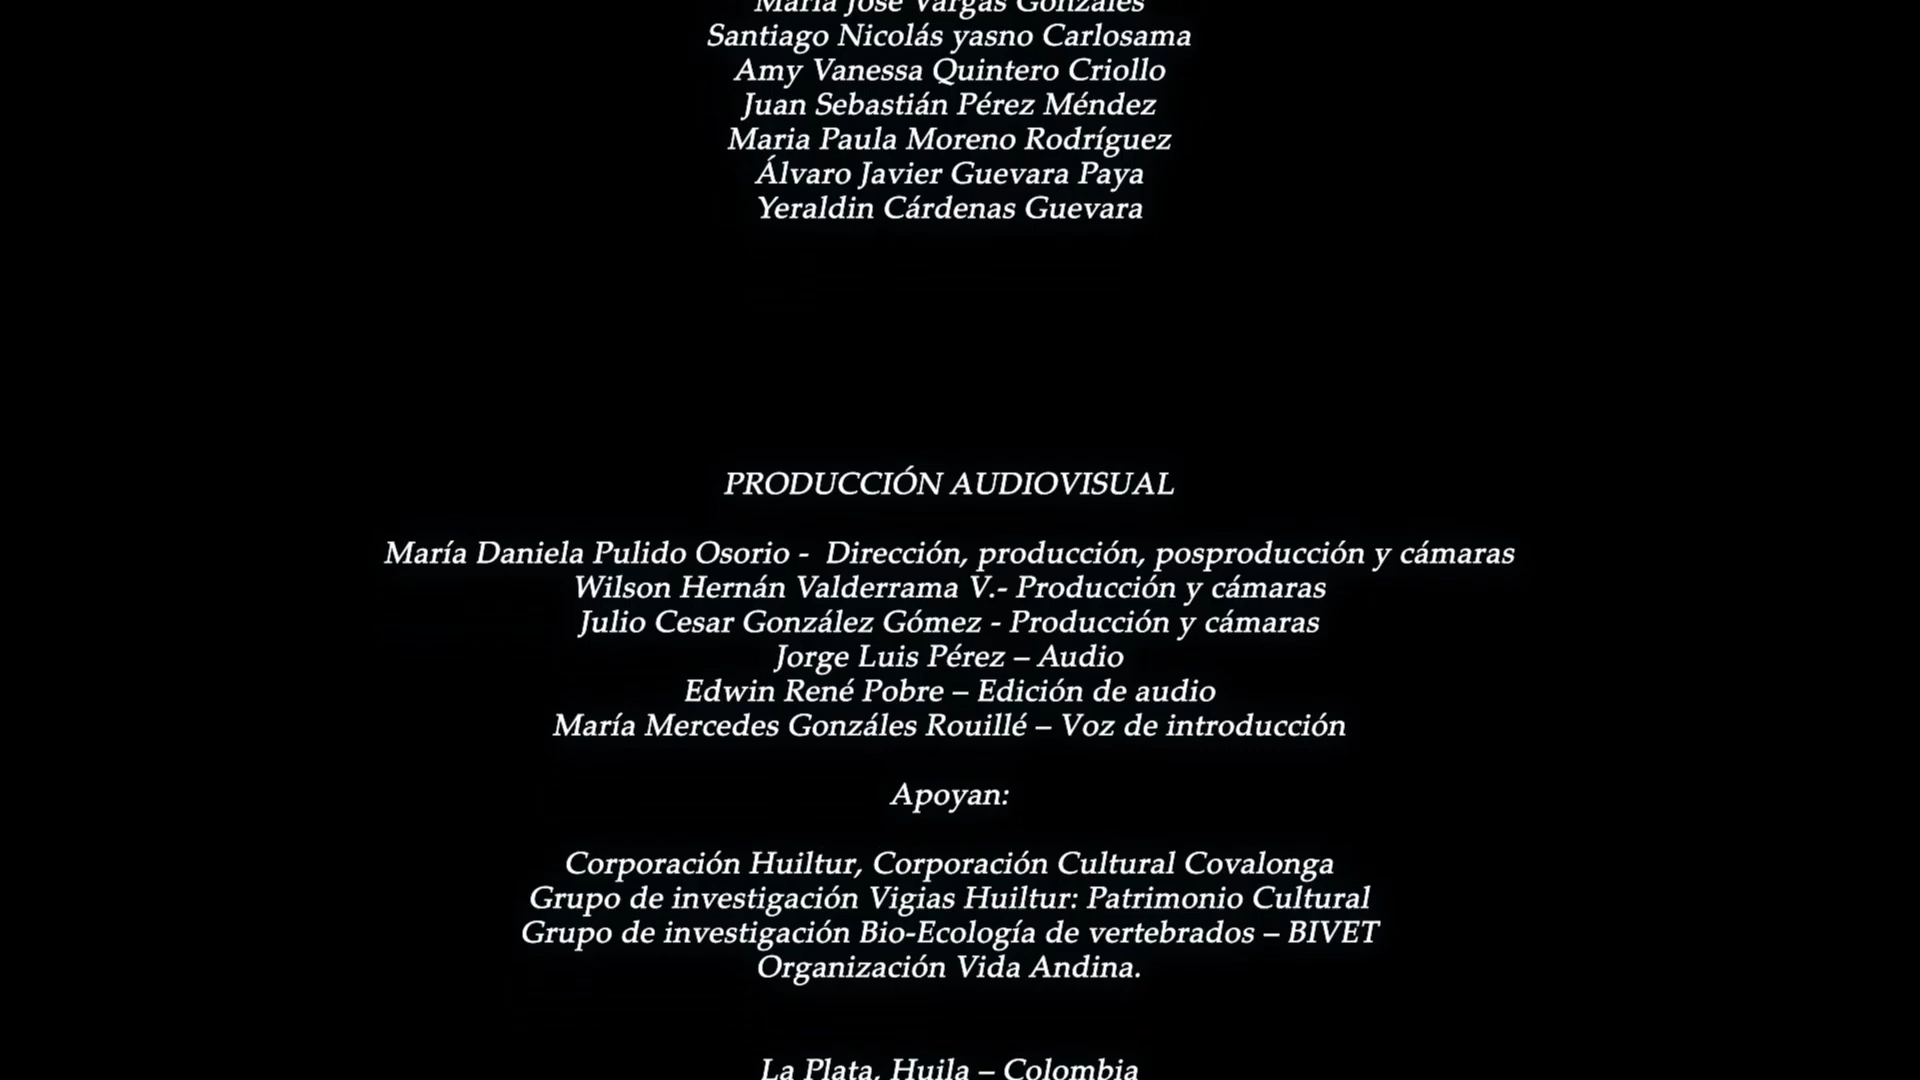 María José Vargas Gonzáles
Santiago Nicolás yasno Carlosama
Amy Vanessa Quintero Criollo
Juan Sebastián Pérez Méndez
Maria Paula Moreno Rodríguez
Álvaro Javier Guevara Paya
Yeraldin Cárdenas Guevara
PRODUCCIÓN AUDIOVISUAL
María Daniela Pulido Osorio -  Dirección, producción, posproducción y cámaras
Wilson Hernán Valderrama V.- Producción y cámaras
Julio Cesar González Gómez - Producción y cámaras
Jorge Luis Pérez – Audio
Edwin René Pobre – Edición de audio
María Mercedes Gonzáles Rouillé – Voz de introducción
Apoyan:
Corporación Huiltur, Corporación Cultural Covalonga
Grupo de investigación Vigias Huiltur: Patrimonio Cultural
Grupo de investigación Bio-Ecología de vertebrados – BIVET
Organización Vida Andina.
La Plata, Huila – Colombia